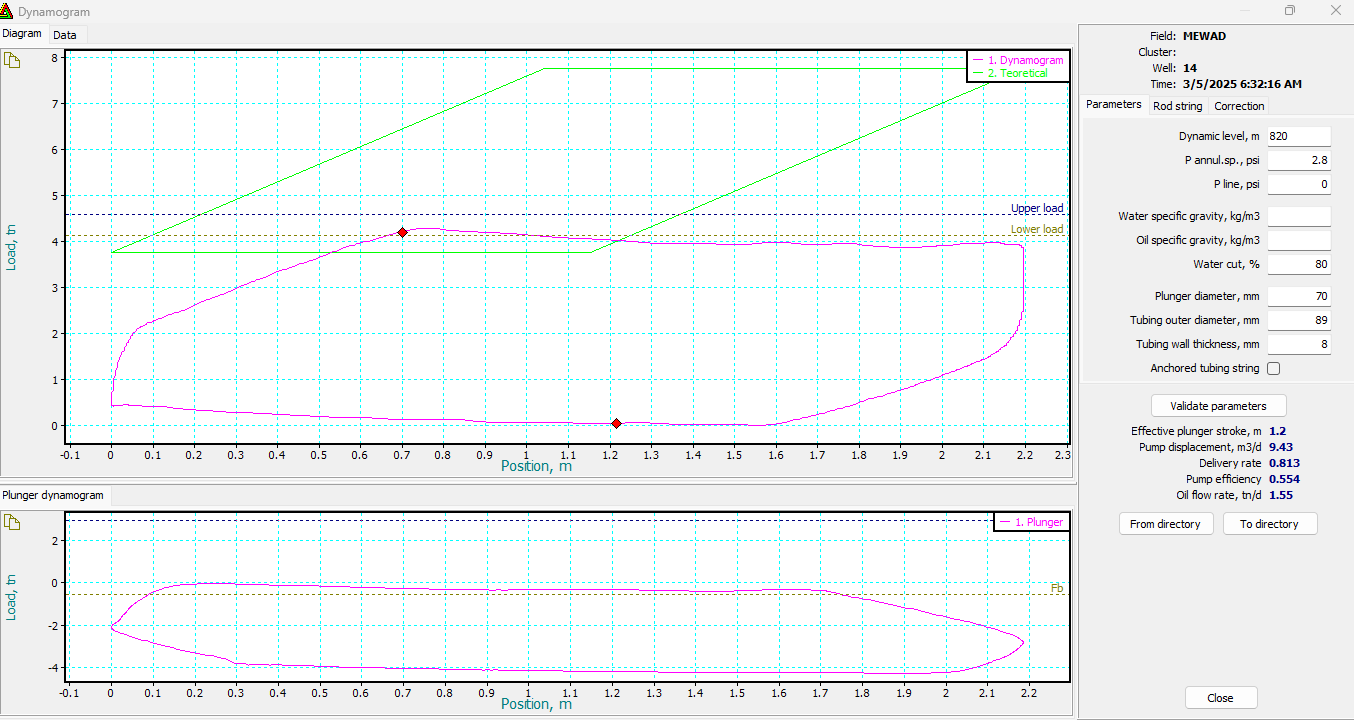 Dynamogram
Diagram Data
8
7
6
5
4
3
2
1
0
Load, tn
1. Dynamogram
2. Teoretical
Upper load
Lower load
-0.1 0 0.1 0.2 0.3 0.4 0.5 0.6 0.7 0.8 0.9 1 1.1 1.2 1.3 1.4 1.5 1.6 1.7 1.8 1.9 2 2.1 2.2 2.3
Position, m
Plunger dynamogram
2
0
-2
-4
Load, tn
1. Plunger
Fb
-0.1 0 0.1 0.2 0.3 0.4 0.5 0.6 0.7 0.8 0.9 1 1.1 1.2 1.3 1.4 1.5 1.6 1.7 1.8 1.9 2 2.1 2.2
Position, m
Field: MEWAD
Cluster:
Well: 14
Time: 3/5/2025 6:32:16 AM
Parameters Rod string Correction
Dynamic level, m 820
P annul.sp., psi 2.8
P line, psi 0
Water specific gravity, kg/m3
Oil specific gravity, kg/m3
Water cut, % 80
Plunger diameter, mm 70
Tubing outer diameter, mm 89
Tubing wall thickness, mm 8
Anchored tubing string
Validate parameters
Effective plunger stroke, m 1.2
Pump displacement, m3/d 9.43
Delivery rate 0.813
Pump efficiency 0.554
Oil flow rate, tn/d 1.55
From directory To directory
Close